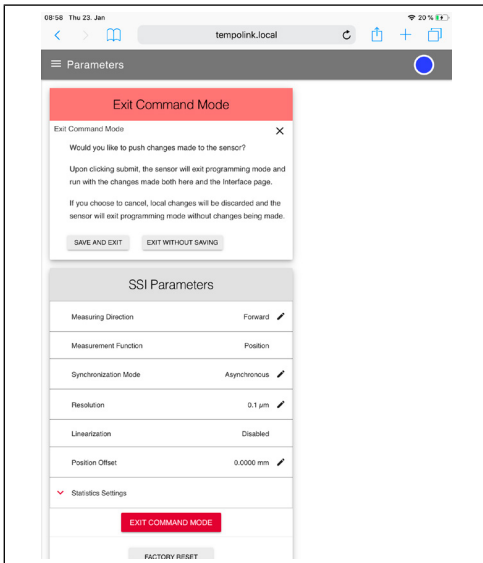 08:58 Thu 23. Jan
20 %
tempolink.local
Parameters
Exit Command Mode
Exit Command Mode
Would you like to push changes made to the sensor?
Upon clicking submit, the sensor will exit programming mode and
run with the changes made both here and the Interface page.
If you choose to cancel, local changes will be discarded and the
sensor will exit programming mode without changes being made.
SAVE AND EXIT EXIT WITHOUT SAVING
SSI Parameters
Measuring Direction Forward
Measurement Function Position
Synchronization Mode Asynchronous
Resolution 0.1 µm
Linearization Disabled
Position Offset 0.0000 mm
Statistics Settings
EXIT COMMAND MODE
FACTORY RESET